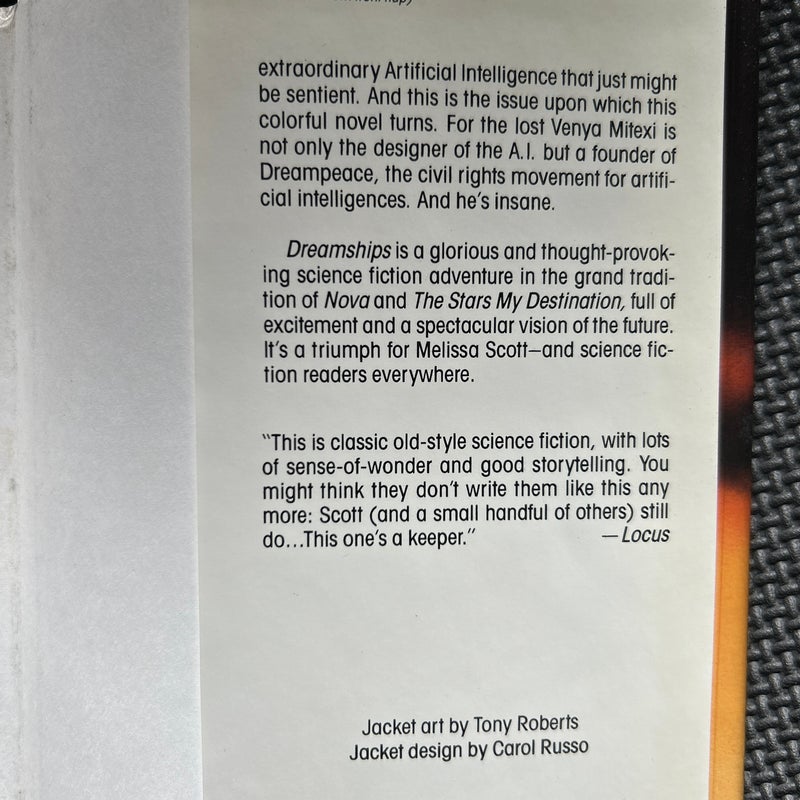 extraordinary Artificial Intelligence that just might
be sentient. And this is the issue upon which this
colorful novel turns. For the lost Venya Mitexi is
not only the designer of the A.I. but a founder of
Dreampeace, the civil rights movement for artifi-
cial intelligences. And he's insane.
Dreamships is a glorious and thought-provok-
ing science fiction adventure in the grand tradi-
tion of Nova and The Stars My Destination, full of
excitement and a spectacular vision of the future.
It's a triumph for Melissa Scott—and science fic-
tion readers everywhere.
"This is classic old-style science fiction, with lots
of sense-of-wonder and good storytelling. You
might think they don't write them like this any
more: Scott (and a small handful of others) still
do...This one's a keeper." —Locus
Jacket art by Tony Roberts
Jacket design by Carol Russo